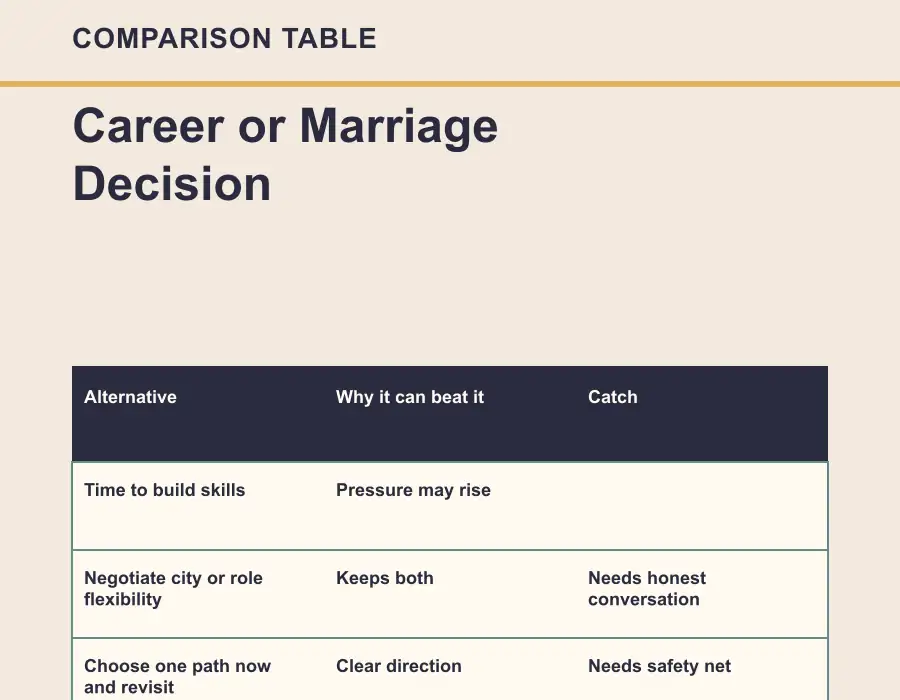 COMPARISON TABLE
Career or Marriage
Decision
Alternative Why it can beat it Catch
Time to build skills Pressure may rise
Negotiate city or role Keeps both Needs honest
flexibility conversation
Choose one path now Clear direction Needs safety net
and revisit